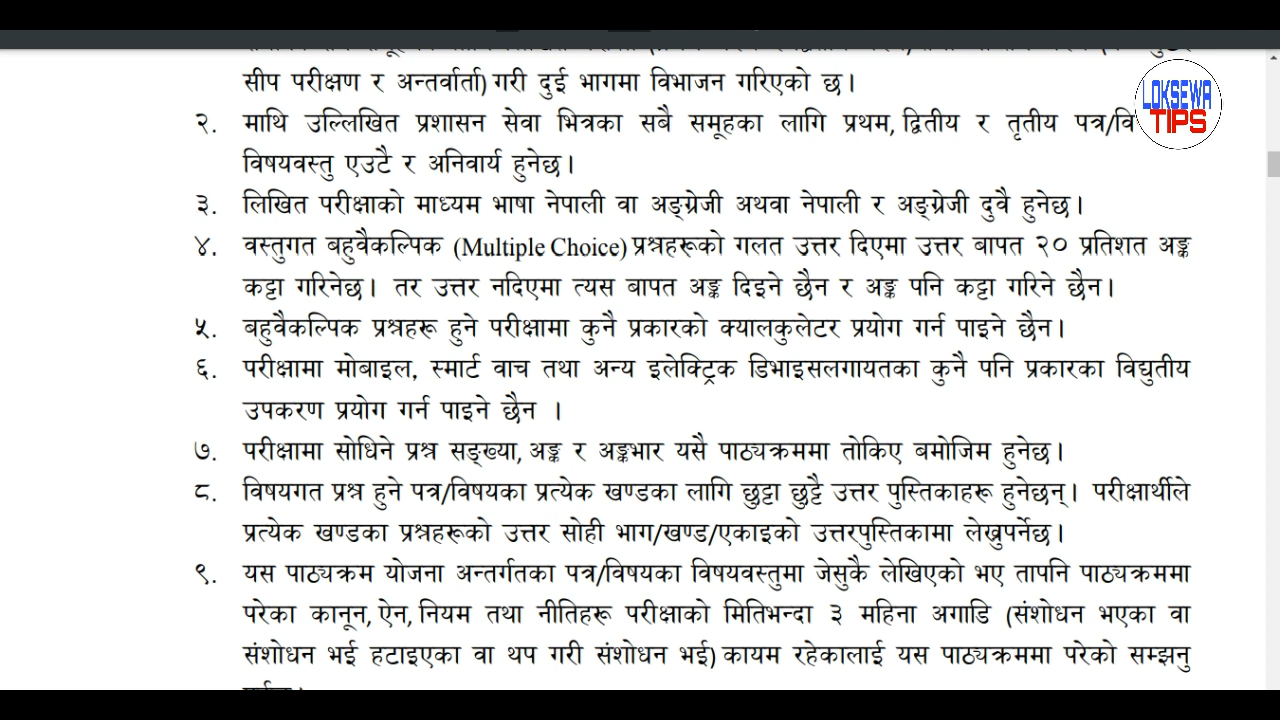 सीप परीक्षण र अन्तर्वार्ता) गरी दुई भागमा विभाजन गरिएको छ।
LOKSEWA
TIPS
२. माथि उल्लिखित प्रशासन सेवा भित्रका सबै समूहका लागि प्रथम, द्वितीय र तृतीय पत्र/वि
विषयवस्तु एउटै र अनिवार्य हुनेछ।
३. लिखित परीक्षाको माध्यम भाषा नेपाली वा अङ्ग्रेजी अथवा नेपाली र अङ्ग्रेजी दुवै हुनेछ।
४. वस्तुगत बहुवैकल्पिक (Multiple Choice) प्रश्नहरूको गलत उत्तर दिएमा उत्तर बापत २० प्रतिशत अङ्क
कट्टा गरिनेछ। तर उत्तर नदिएमा त्यस बापत अङ्क दिइने छैन र अङ्क पनि कट्टा गरिने छैन।
५. बहुवैकल्पिक प्रश्नहरू हुने परीक्षामा कुनै प्रकारको क्यालकुलेटर प्रयोग गर्न पाइने छैन।
६. परीक्षामा मोबाइल, स्मार्ट वाच तथा अन्य इलेक्ट्रिक डिभाइसलगायतका कुनै पनि प्रकारका विद्युतीय
उपकरण प्रयोग गर्न पाइने छैन ।
७. परीक्षामा सोधिने प्रश्न सङ्ख्या, अङ्क र अङ्कभार यसै पाठ्यक्रममा तोकिए बमोजिम हुनेछ।
८. विषयगत प्रश्न हुने पत्र/विषयका प्रत्येक खण्डका लागि छुट्टा छुट्टै उत्तर पुस्तिकाहरू हुनेछन्। परीक्षार्थीले
प्रत्येक खण्डका प्रश्नहरूको उत्तर सोही भाग/खण्ड/एकाइको उत्तरपुस्तिकामा लेख्नुपर्नेछ।
९. यस पाठ्यक्रम योजना अन्तर्गतका पत्र/विषयका विषयवस्तुमा जेसुकै लेखिएको भए तापनि पाठ्यक्रममा
परेका कानून, ऐन, नियम तथा नीतिहरू परीक्षाको मितिभन्दा ३ महिना अगाडि (संशोधन भएका वा
संशोधन भई हटाइएका वा थप गरी संशोधन भई) कायम रहेकालाई यस पाठ्यक्रममा परेको सम्झनु